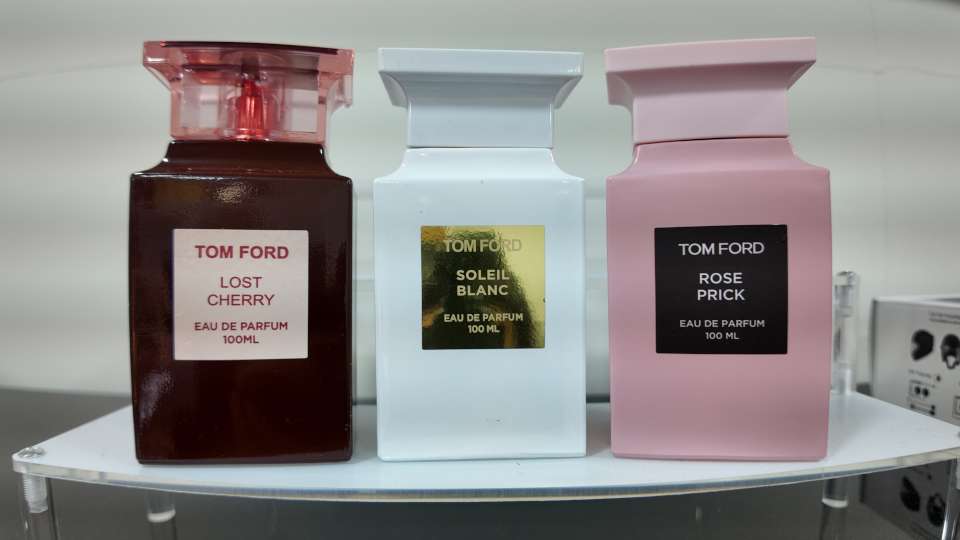 TOM FORD
LOST
CHERRY
EAU DE PARFUM
100ML
TOM FORD
SOLEIL
BLANC
EAU DE PARFUM
100 ML
TOM FORD
ROSE
PRICK
EAU DE PARFUM
100 ML